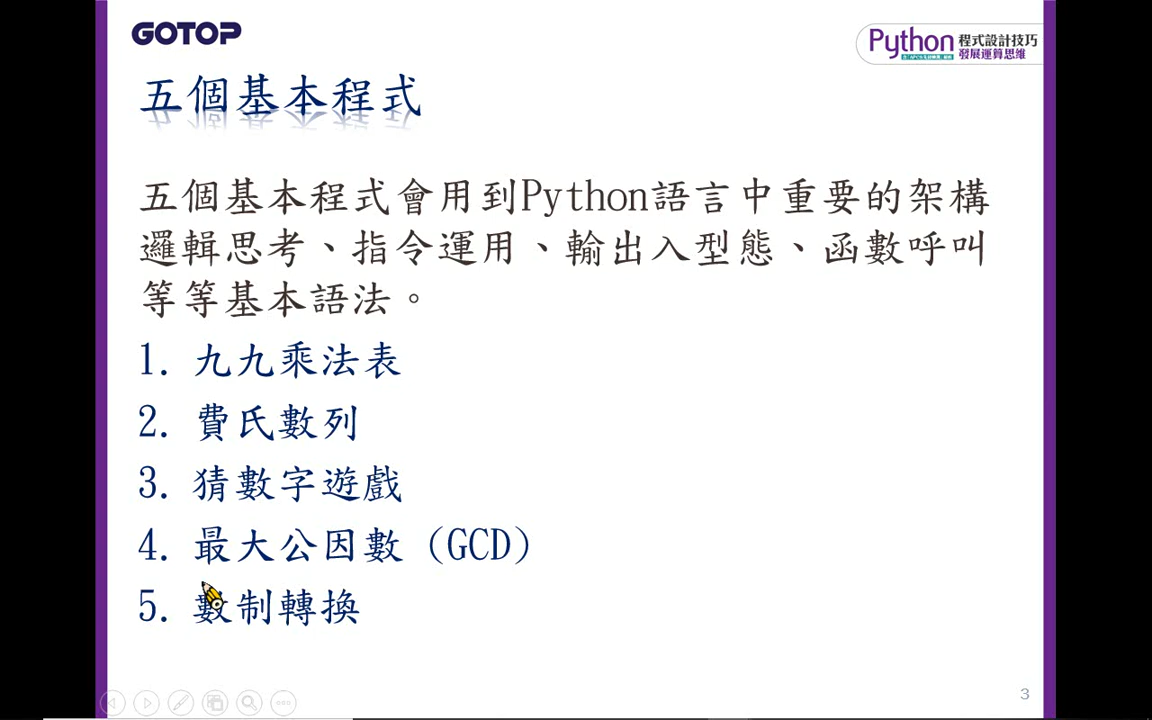 GOTOP
Python 程式設計技巧
發展運算思維
五個基本程式
五個基本程式會用到Python語言中重要的架構
邏輯思考、指令運用、輸出入型態、函數呼叫
等等基本語法。
1. 九九乘法表
2. 費氏數列
3. 猜數字遊戲
4. 最大公因數（GCD）
5. 數制轉換
3